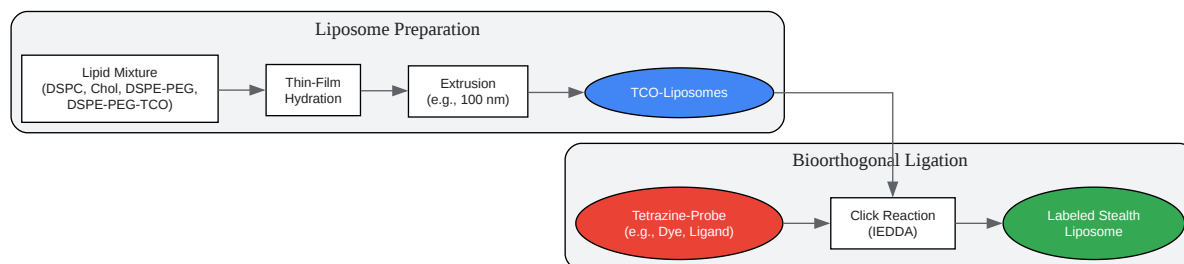 Liposome Preparation
Lipid Mixture
(DSPC, Chol, DSPE-PEG,
DSPE-PEG-TCO)
Thin-Film
Hydration
Extrusion
(e.g., 100 nm)
TCO-Liposomes
Bioorthogonal Ligation
Tetrazine-Probe
(e.g., Dye, Ligand)
Click Reaction
(IEDDA)
Labeled Stealth
Liposome